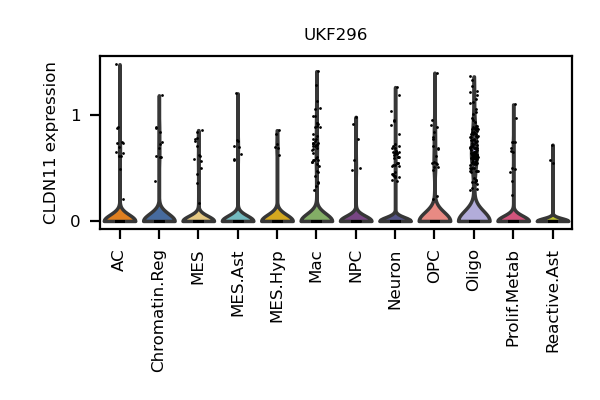 UKF296
CLDN11 expression
1
0
AC
Chromatin.Reg
MES
MES.Ast
MES.Hyp
Mac
NPC
Neuron
OPC
Oligo
Prolif.Metab
Reactive.Ast